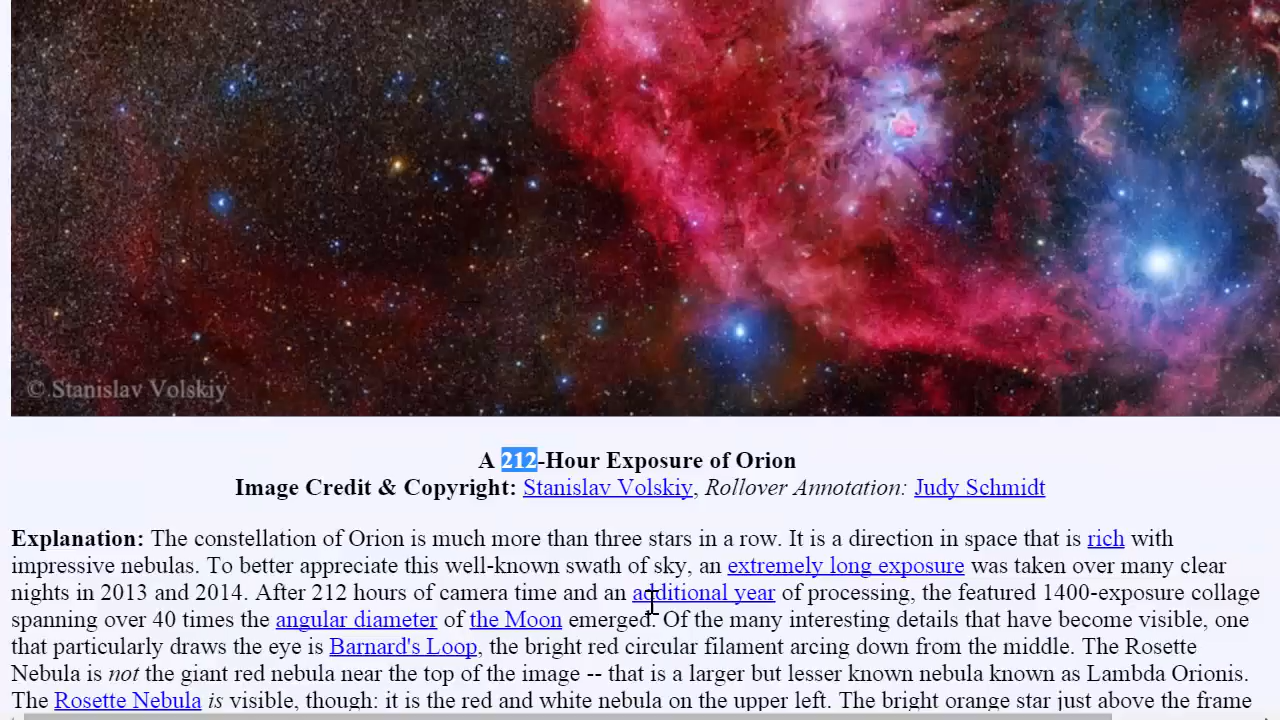 © Stanislav Volskiy
A 212-Hour Exposure of Orion
Image Credit & Copyright: Stanislav Volskiy, Rollover Annotation: Judy Schmidt
Explanation: The constellation of Orion is much more than three stars in a row. It is a direction in space that is rich with
impressive nebulas. To better appreciate this well-known swath of sky, an extremely long exposure was taken over many clear
nights in 2013 and 2014. After 212 hours of camera time and an additional year of processing, the featured 1400-exposure collage
spanning over 40 times the angular diameter of the Moon emerged. Of the many interesting details that have become visible, one
that particularly draws the eye is Barnard's Loop, the bright red circular filament arcing down from the middle. The Rosette
Nebula is not the giant red nebula near the top of the image -- that is a larger but lesser known nebula known as Lambda Orionis.
The Rosette Nebula is visible, though: it is the red and white nebula on the upper left. The bright orange star just above the frame